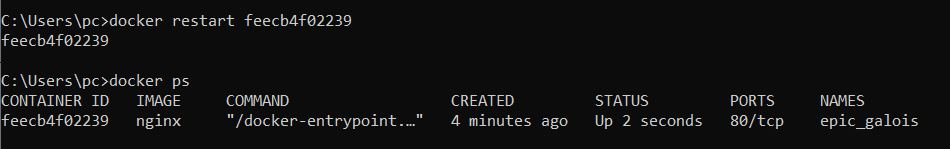 C:\Users\pc>docker restart feecb4f02239
feecb4f02239
C:\Users\pc>docker ps
CONTAINER ID   IMAGE     COMMAND                  CREATED         STATUS         PORTS     NAMES
feecb4f02239   nginx     "/docker-entrypoint.…"   4 minutes ago   Up 2 seconds   80/tcp    epic_galois